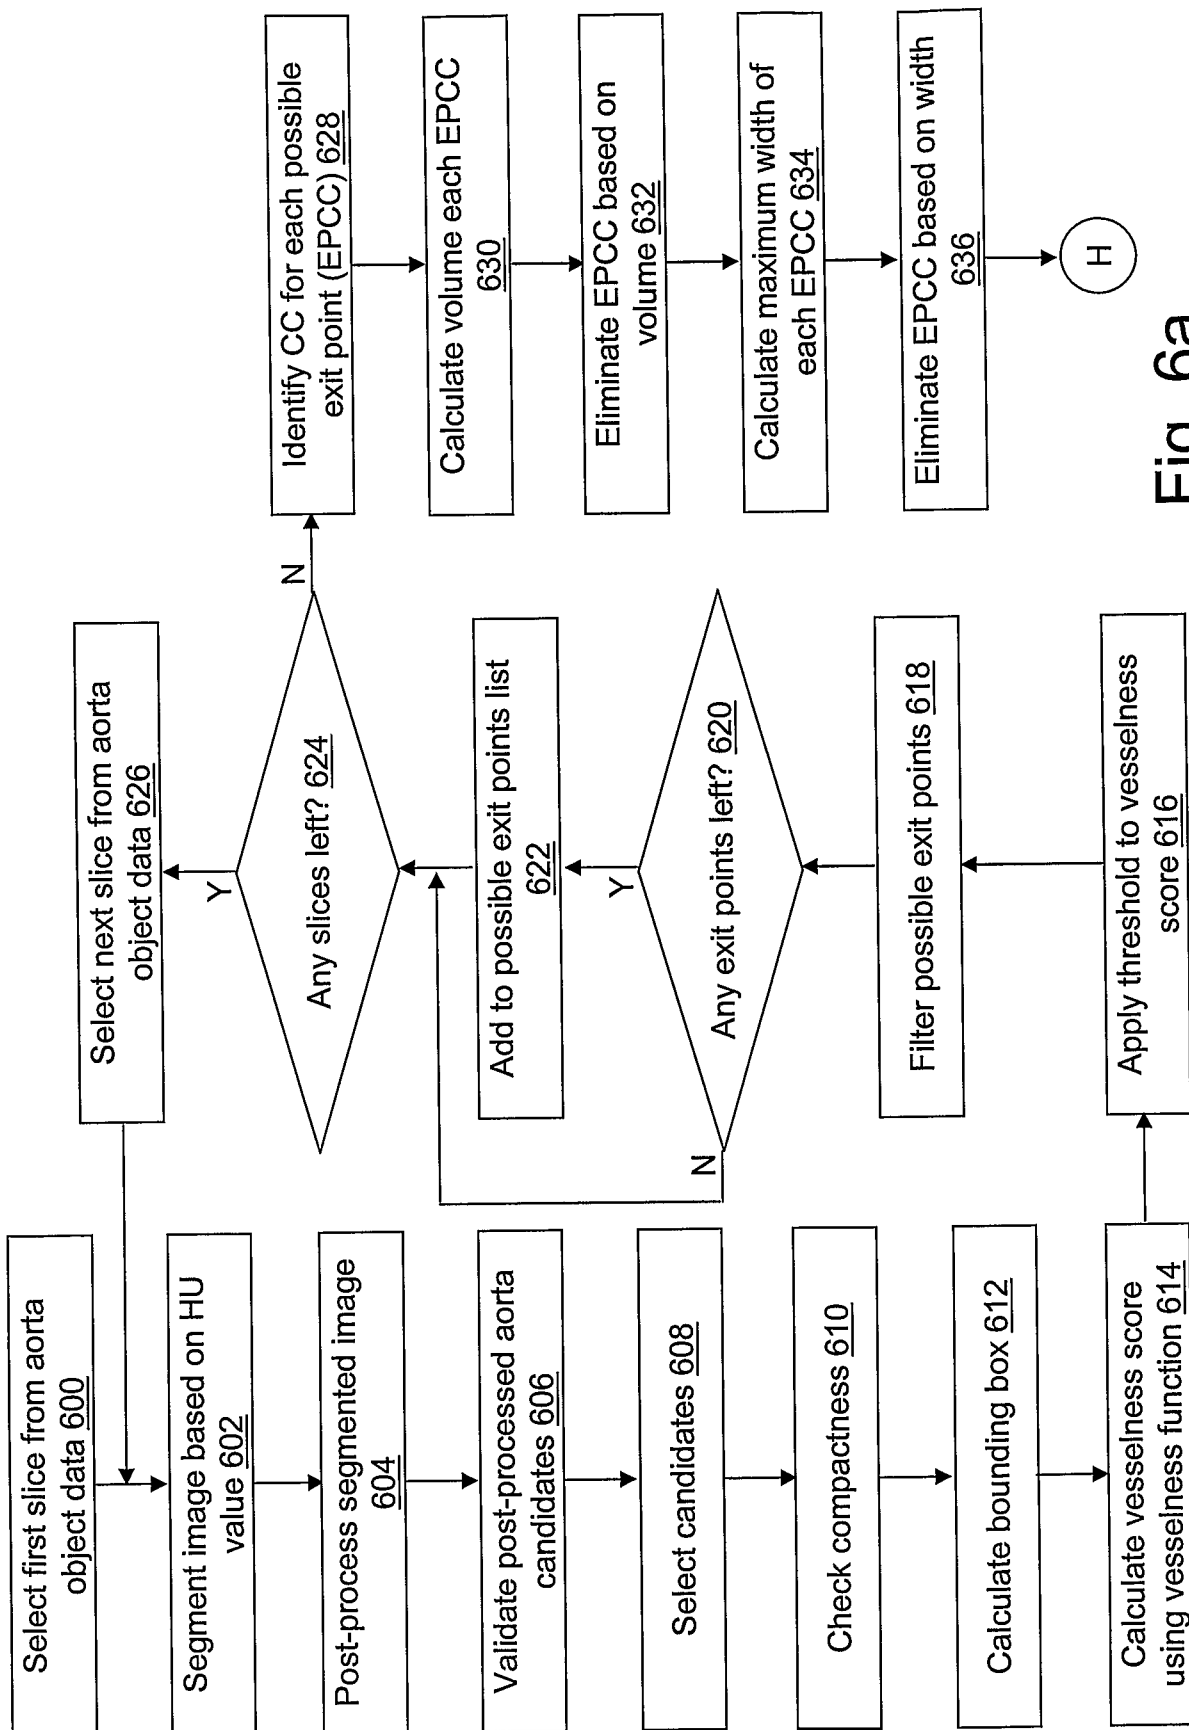 Select first slice from aorta
object data 600
Segment image based on HU
value 602
Post-process segmented image
604
Validate post-processed aorta
candidates 606
Select candidates 608
Check compactness 610
Calculate bounding box 612
Calculate vesselness score
using vesselness function 614
Select next slice from aorta
object data 626
Y
Any slices left? 624
N
Add to possible exit points list
622
Y
Any exit points left? 620
N
Filter possible exit points 618
Apply threshold to vesselness
score 616
Identify CC for each possible
exit point (EPCC) 628
Calculate volume each EPCC
630
Eliminate EPCC based on
volume 632
Calculate maximum width of
each EPCC 634
Eliminate EPCC based on width
636
H
Fig. 6a